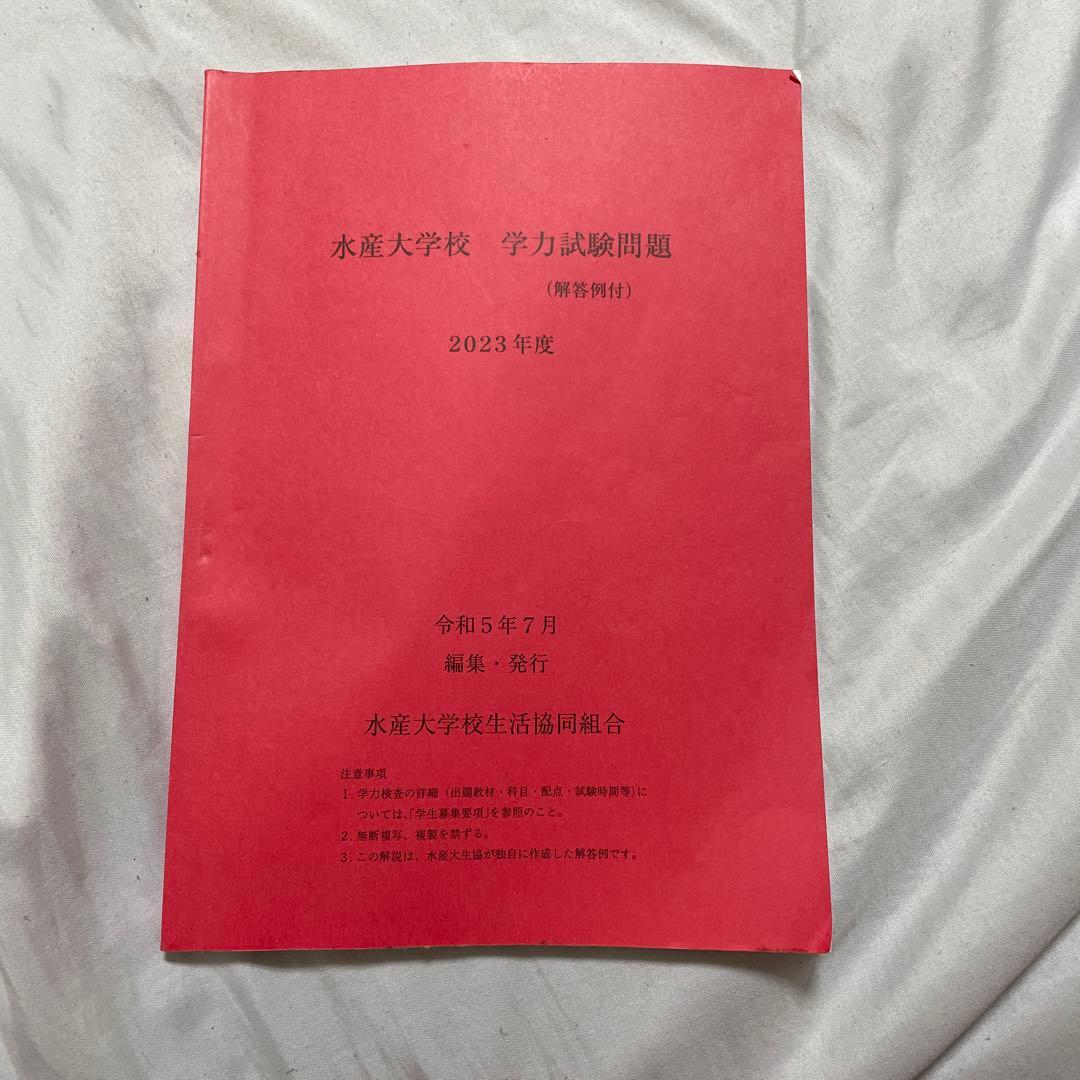 水産大学校　学力試験問題
（解答例付）
2023年度
令和5年7月
編集・発行
水産大学校生活協同組合
注意事項
1. 学力検査の詳細（出題教材・科目・配点・試験時間等）に
ついては、「学生募集要項」を参照のこと。
2. 無断複写、複製を禁ずる。
3. この解説は、水産大生協が独自に作成した解答例です。